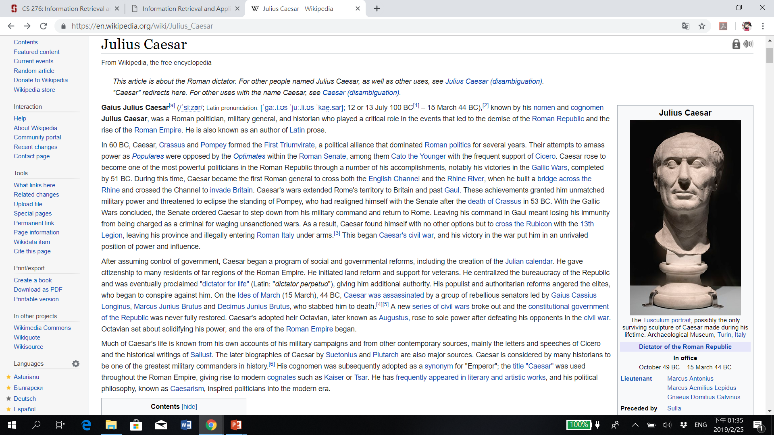 CS 276: Information Retrieval a
Information Retrieval and Appl
Julius Caesar - Wikipedia
https://en.wikipedia.org/wiki/Julius_Caesar
Contents
Featured content
Current events
Random article
Donate to Wikipedia
Wikipedia store
Interaction
Help
About Wikipedia
Community portal
Recent changes
Contact page
Tools
What links here
Related changes
Upload file
Special pages
Permanent link
Page information
Wikidata item
Cite this page
Print/export
Create a book
Download as PDF
Printable version
In other projects
Wikimedia Commons
Wikiquote
Wikisource
Languages
Asturianu
Ελληνικά
Deutsch
Español
Julius Caesar
From Wikipedia, the free encyclopedia
This article is about the Roman dictator. For other people named Julius Caesar, as well as other uses, see Julius Caesar (disambiguation).
"Caesar" redirects here. For other uses with the name Caesar, see Caesar (disambiguation).
Gaius Julius Caesar[a] (/ˈsiːzər/; Latin pronunciation: [ˈɡaː.i.ʊs ˈjuː.li.ʊs ˈkae.sar]; 12 or 13 July 100 BC[1] – 15 March 44 BC),[2] known by his nomen and cognomen
Julius Caesar, was a Roman politician, military general, and historian who played a critical role in the events that led to the demise of the Roman Republic and the
rise of the Roman Empire. He is also known as an author of Latin prose.
In 60 BC, Caesar, Crassus and Pompey formed the First Triumvirate, a political alliance that dominated Roman politics for several years. Their attempts to amass
power as Populares were opposed by the Optimates within the Roman Senate, among them Cato the Younger with the frequent support of Cicero. Caesar rose to
become one of the most powerful politicians in the Roman Republic through a number of his accomplishments, notably his victories in the Gallic Wars, completed
by 51 BC. During this time, Caesar became the first Roman general to cross both the English Channel and the Rhine River, when he built a bridge across the
Rhine and crossed the Channel to invade Britain. Caesar's wars extended Rome's territory to Britain and past Gaul. These achievements granted him unmatched
military power and threatened to eclipse the standing of Pompey, who had realigned himself with the Senate after the death of Crassus in 53 BC. With the Gallic
Wars concluded, the Senate ordered Caesar to step down from his military command and return to Rome. Leaving his command in Gaul meant losing his immunity
from being charged as a criminal for waging unsanctioned wars. As a result, Caesar found himself with no other options but to cross the Rubicon with the 13th
Legion, leaving his province and illegally entering Roman Italy under arms.[3] This began Caesar's civil war, and his victory in the war put him in an unrivaled
position of power and influence.
After assuming control of government, Caesar began a program of social and governmental reforms, including the creation of the Julian calendar. He gave
citizenship to many residents of far regions of the Roman Empire. He initiated land reform and support for veterans. He centralized the bureaucracy of the Republic
and was eventually proclaimed "dictator for life" (Latin: "dictator perpetuo"), giving him additional authority. His populist and authoritarian reforms angered the elites,
who began to conspire against him. On the Ides of March (15 March), 44 BC, Caesar was assassinated by a group of rebellious senators led by Gaius Cassius
Longinus, Marcus Junius Brutus and Decimus Junius Brutus, who stabbed him to death.[4][5] A new series of civil wars broke out and the constitutional government
of the Republic was never fully restored. Caesar's adopted heir Octavian, later known as Augustus, rose to sole power after defeating his opponents in the civil war.
Octavian set about solidifying his power, and the era of the Roman Empire began.
Much of Caesar's life is known from his own accounts of his military campaigns and from other contemporary sources, mainly the letters and speeches of Cicero
and the historical writings of Sallust. The later biographies of Caesar by Suetonius and Plutarch are also major sources. Caesar is considered by many historians to
be one of the greatest military commanders in history.[6] His cognomen was subsequently adopted as a synonym for "Emperor"; the title "Caesar" was used
throughout the Roman Empire, giving rise to modern cognates such as Kaiser or Tsar. He has frequently appeared in literary and artistic works, and his political
philosophy, known as Caesarism, inspired politicians into the modern era.
Contents [hide]
Julius Caesar
The Tusculum portrait, possibly the only
surviving sculpture of Caesar made during his
lifetime. Archaeological Museum, Turin, Italy
Dictator of the Roman Republic
In office
October 49 BC – 15 March 44 BC
Lieutenant Marcus Antonius
Marcus Aemilius Lepidus
Gnaeus Domitius Calvinus
Preceded by Sulla
100%
ENG
下午 01:35
2019/2/25